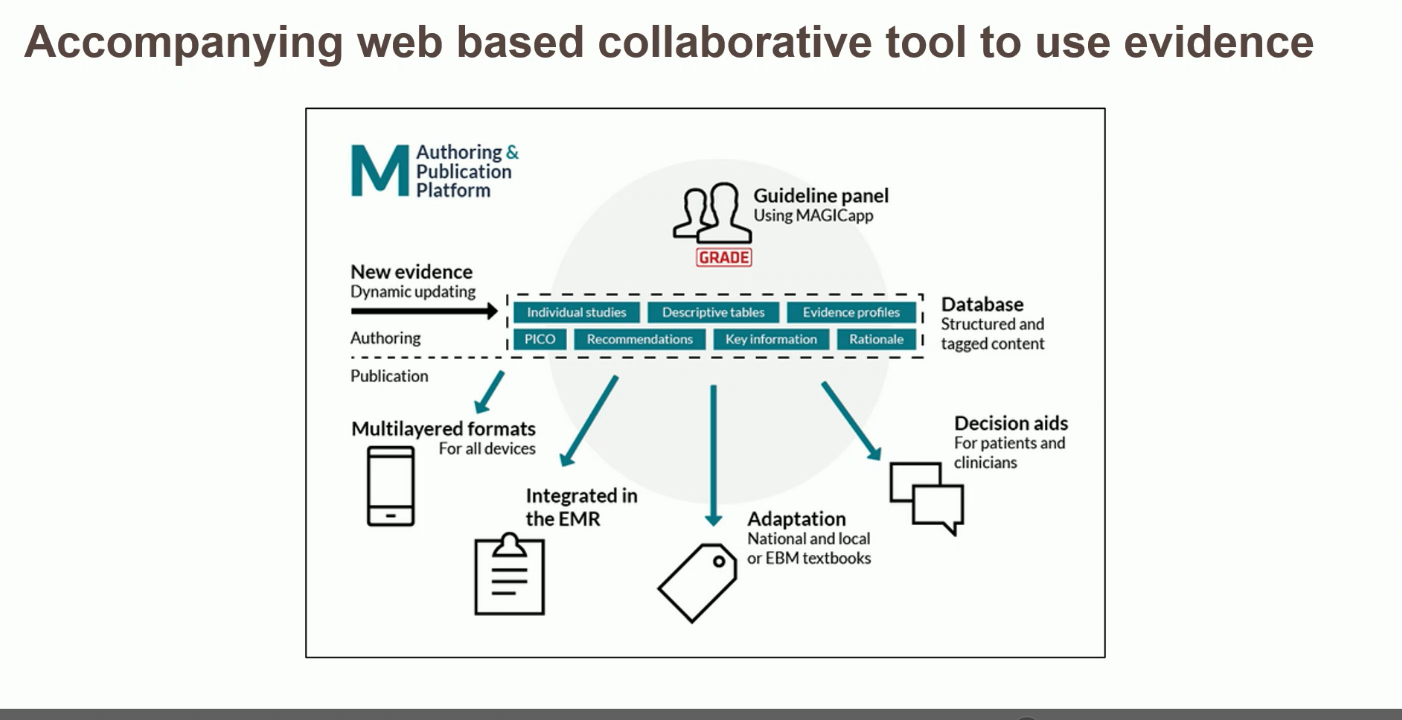 Accompanying web based collaborative tool to use evidence
M
Authoring &
Publication
Platform
Guideline panel
Using MAGICapp
GRADE
New evidence
Dynamic updating
Authoring
Publication
Individual studies
Descriptive tables
Evidence profiles
PICO
Recommendations
Key information
Rationale
Database
Structured and
tagged content
Multilayered formats
For all devices
Integrated in
the EMR
Adaptation
National and local
or EBM textbooks
Decision aids
For patients and
clinicians